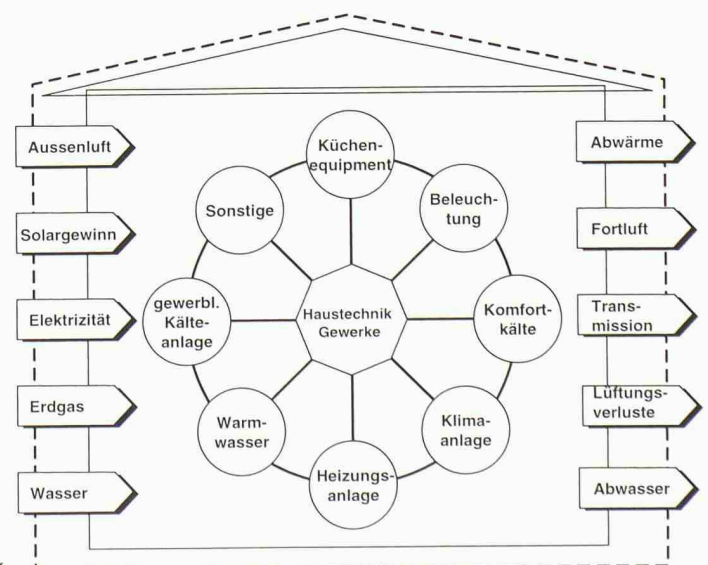 Aussenluft
Solargewinn
Elektrizität
Erdgas
Wasser
Küchen-
equipment
Beleuch-
tung
Komfort-
kälte
Klima-
anlage
Heizungs-
anlage
Warm-
wasser
gewerbl.
Kälte-
anlage
Sonstige
Haustechnik
Gewerke
Abwärme
Fortluft
Trans-
mission
Lüftungs-
verluste
Abwasser